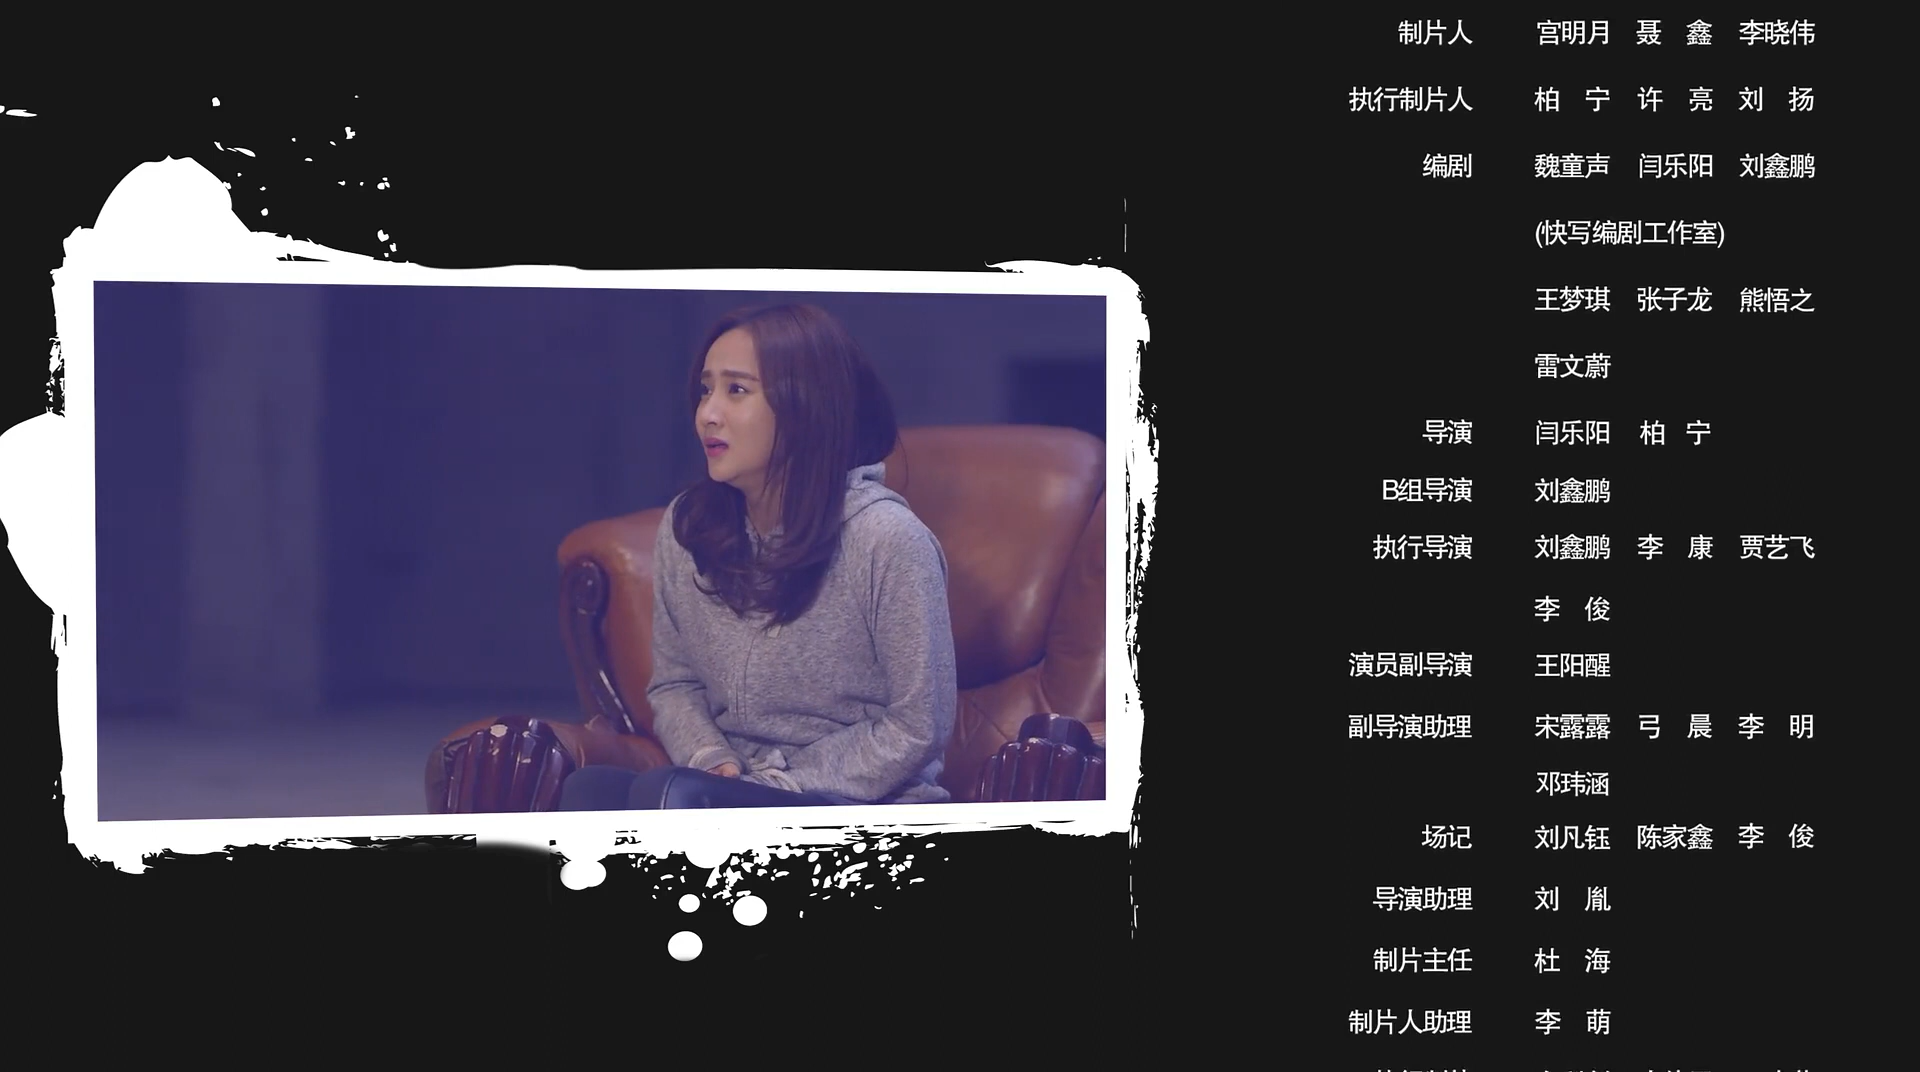 制片人 宫明月 聂鑫 李晓伟
执行制片人 柏宁 许亮 刘扬
编剧 魏童声 闫乐阳 刘鑫鹏
(快写编剧工作室)
王梦琪 张子龙 熊悟之
雷文蔚
导演 闫乐阳 柏宁
B组导演 刘鑫鹏
执行导演 刘鑫鹏 李康 贾艺飞
李俊
演员副导演 王阳醒
副导演助理 宋露露 弓晨 李明
邓玮涵
场记 刘凡钰 陈家鑫 李俊
导演助理 刘胤
制片主任 杜海
制片人助理 李萌